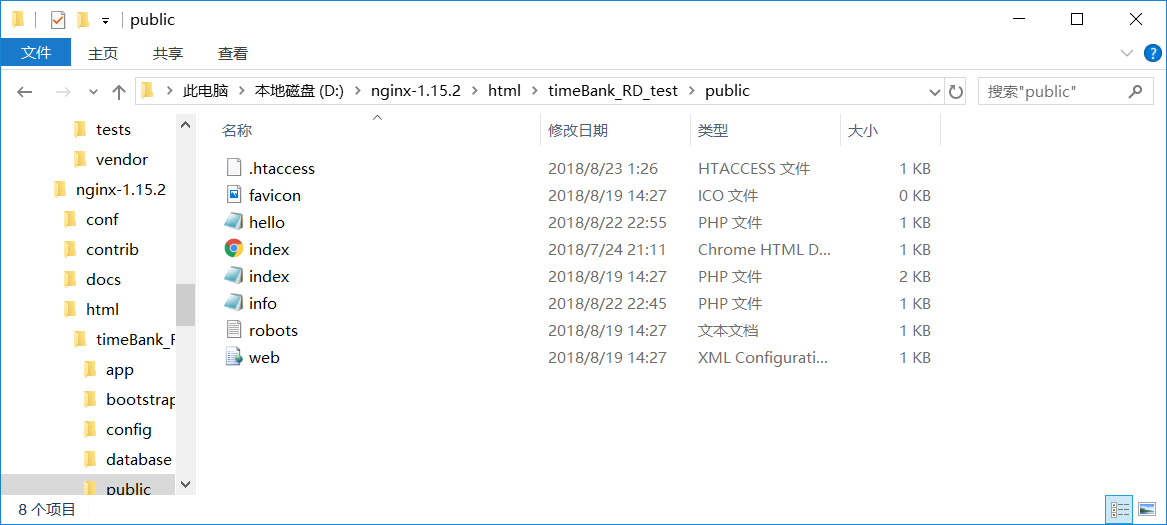 public
文件 主页 共享 查看
此电脑 本地磁盘 (D:) nginx-1.15.2 html timeBank_RD_test public
搜索"public"
tests
vendor
nginx-1.15.2
conf
contrib
docs
html
timeBank_R
app
bootstrap
config
database
public
名称 修改日期 类型 大小
.htaccess 2018/8/23 1:26 HTACCESS 文件 1 KB
favicon 2018/8/19 14:27 ICO 文件 0 KB
hello 2018/8/22 22:55 PHP 文件 1 KB
index 2018/7/24 21:11 Chrome HTML D... 1 KB
index 2018/8/19 14:27 PHP 文件 2 KB
info 2018/8/22 22:45 PHP 文件 1 KB
robots 2018/8/19 14:27 文本文档 1 KB
web 2018/8/19 14:27 XML Configurati... 1 KB
8 个项目